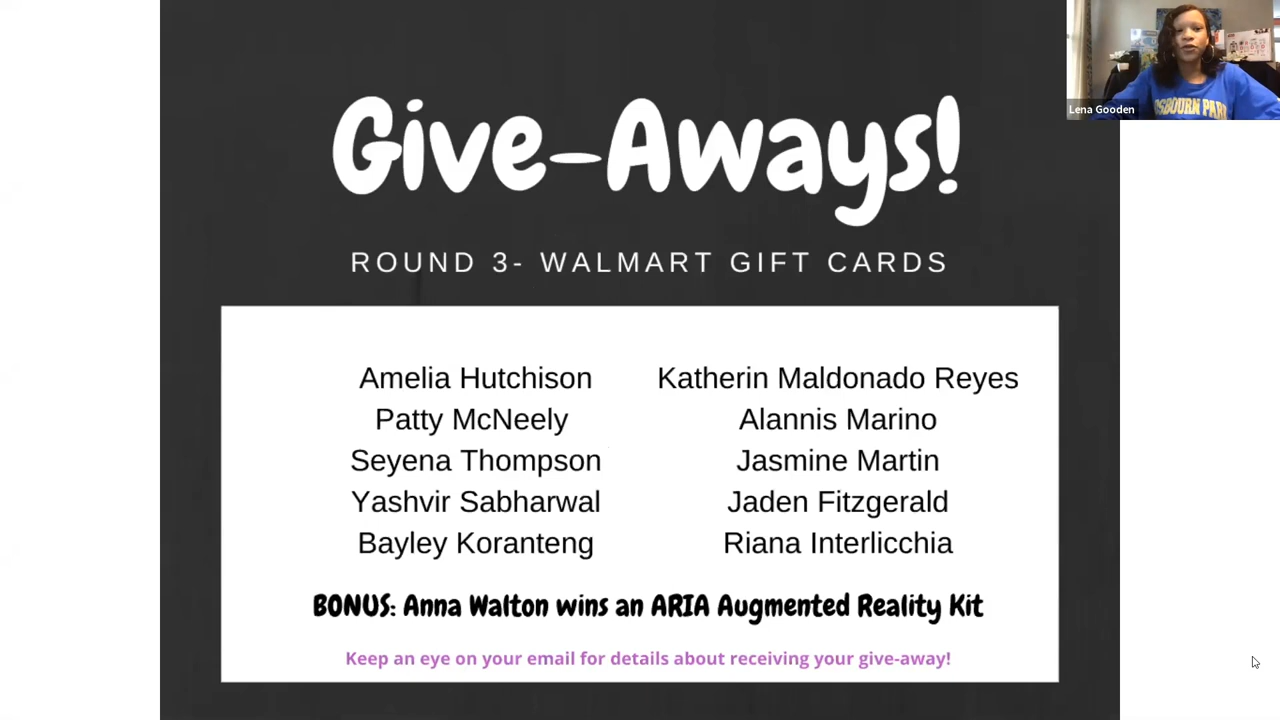 Give-Aways!
ROUND 3- WALMART GIFT CARDS
Amelia Hutchison
Patty McNeely
Seyena Thompson
Yashvir Sabharwal
Bayley Koranteng
Katherin Maldonado Reyes
Alannis Marino
Jasmine Martin
Jaden Fitzgerald
Riana Interlicchia
BONUS: Anna Walton wins an ARIA Augmented Reality Kit
Keep an eye on your email for details about receiving your give-away!
Lena Gooden